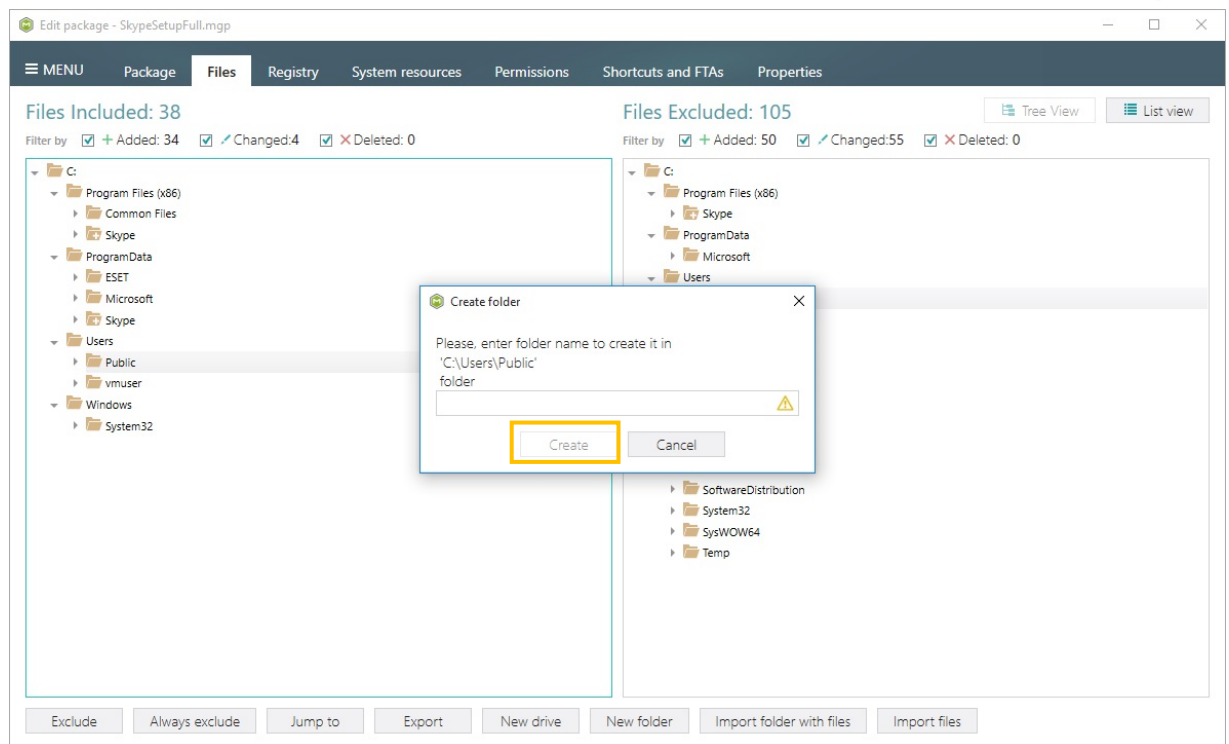 Edit package - SkypeSetupFull.mgp
MENU Package Files Registry System resources Permissions Shortcuts and FTAs Properties
Files Included: 38
Filter by Added: 34 Changed:4 Deleted: 0
C:
Program Files (x86)
Common Files
Skype
ProgramData
ESET
Microsoft
Skype
Users
Public
vmuser
Windows
System32
Files Excluded: 105
Tree View List view
Filter by Added: 50 Changed:55 Deleted: 0
C:
Program Files (x86)
Skype
ProgramData
Microsoft
Users
SoftwareDistribution
System32
SysWOW64
Temp
Create folder
Please, enter folder name to create it in
'C:\Users\Public'
folder
Create Cancel
Exclude Always exclude Jump to Export New drive New folder Import folder with files Import files